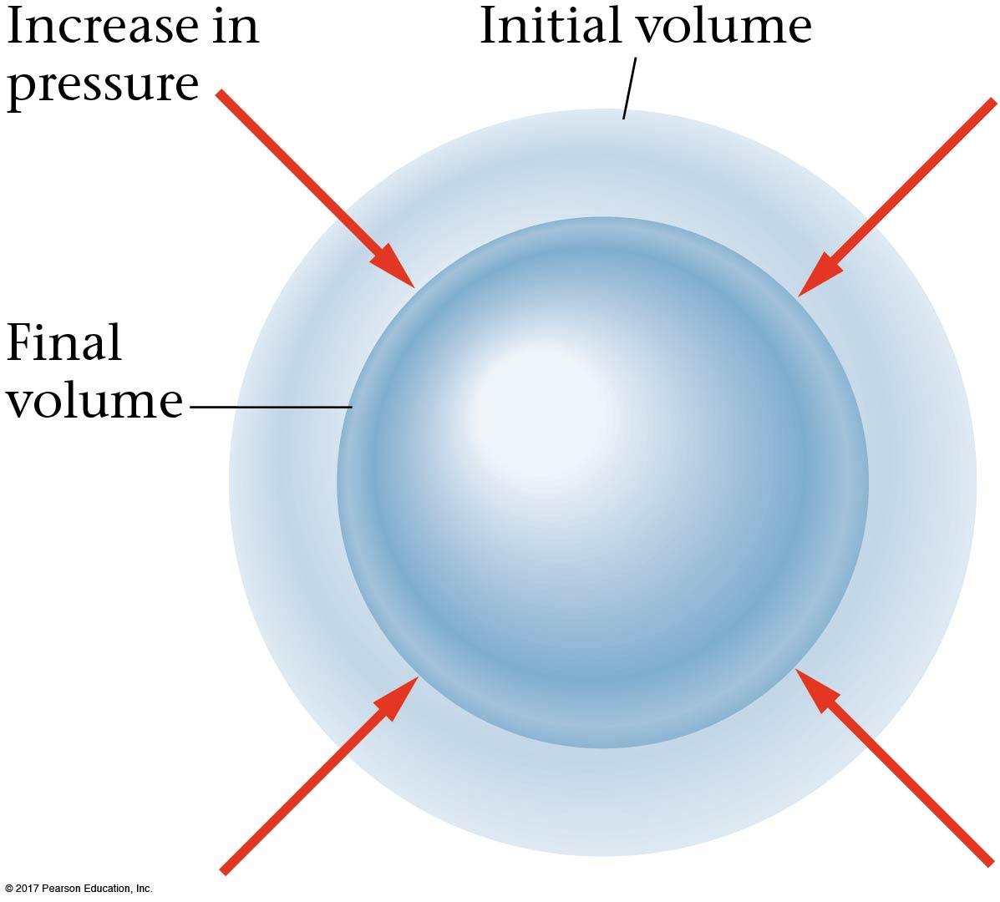 Increase in
pressure
Initial volume
Final
volume
© 2017 Pearson Education, Inc.